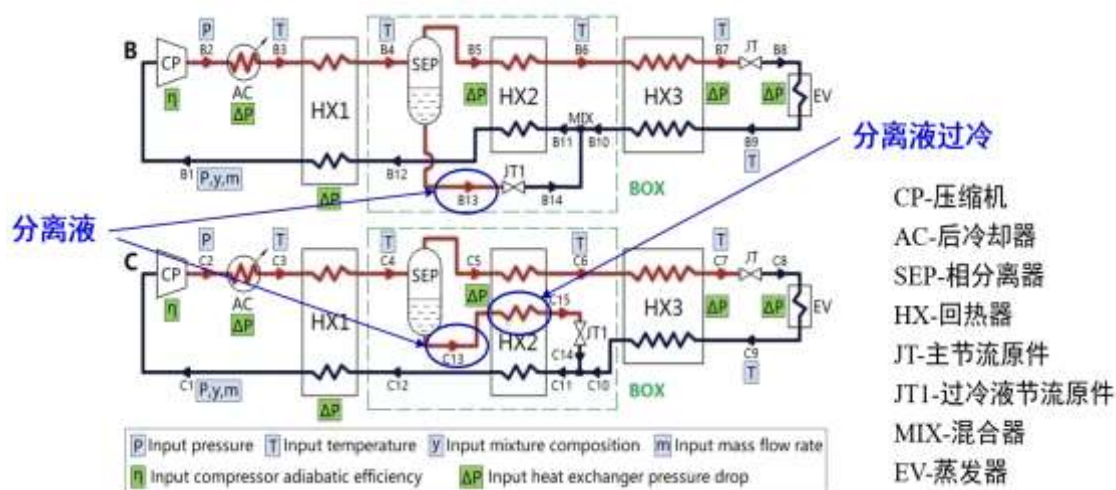 B
P
B2
T
B3
T
B4
B5
T
B6
T
B7
JT
B8
CP
η
AC
ΔP
HX1
SEP
ΔP
HX2
HX3
ΔP
ΔP
EV
MIX
B11
B10
B9
T
B1
P,y,m
ΔP
B12
B13
JT1
B14
BOX
分离液过冷
分离液
C
P
C2
T
C3
T
C4
C5
T
C6
T
C7
JT
C8
CP
η
AC
ΔP
HX1
SEP
ΔP
C15
HX2
JT1
HX3
ΔP
ΔP
EV
C13
C14
C1
P,y,m
ΔP
C12
C11
C10
C9
T
BOX
CP-压缩机
AC-后冷却器
SEP-相分离器
HX-回热器
JT-主节流原件
JT1-过冷液节流原件
MIX-混合器
EV-蒸发器
P Input pressure T Input temperature y Input mixture composition m Input mass flow rate
η Input compressor adiabatic efficiency ΔP Input heat exchanger pressure drop